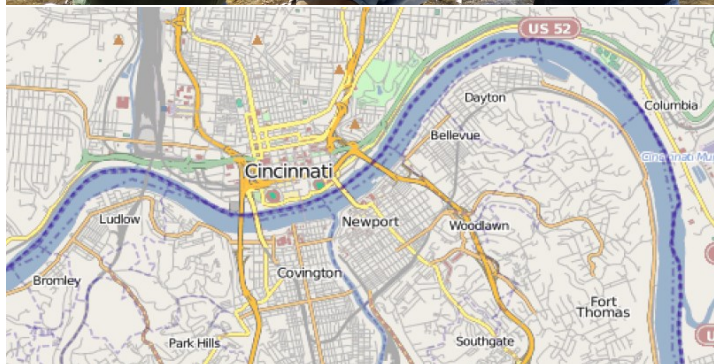 US 52
Dayton
Columbia
Bellevue
Cincinnati Mu
Cincinnati
Ludlow
Newport
Woodlawn
Covington
Bromley
Fort
Thomas
Park Hills
Southgate
U